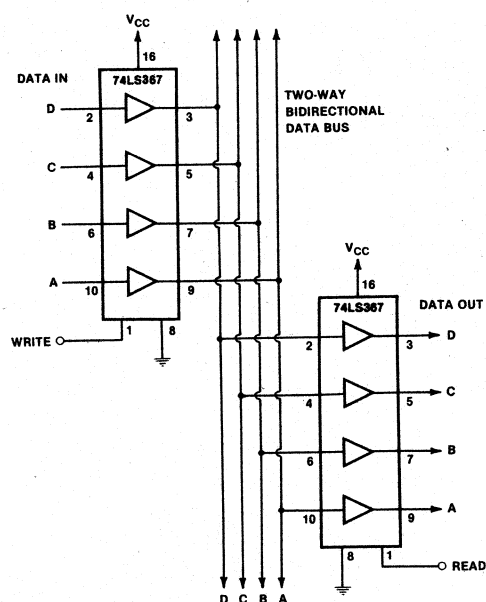 VCC
16
DATA IN
74LS367
D
2
3
C
4
5
B
6
7
A
10
9
1
8
WRITE
TWO-WAY
BIDIRECTIONAL
DATA BUS
VCC
16
74LS367
DATA OUT
2
3
D
4
5
C
6
7
B
10
9
A
8
1
READ
D C B A